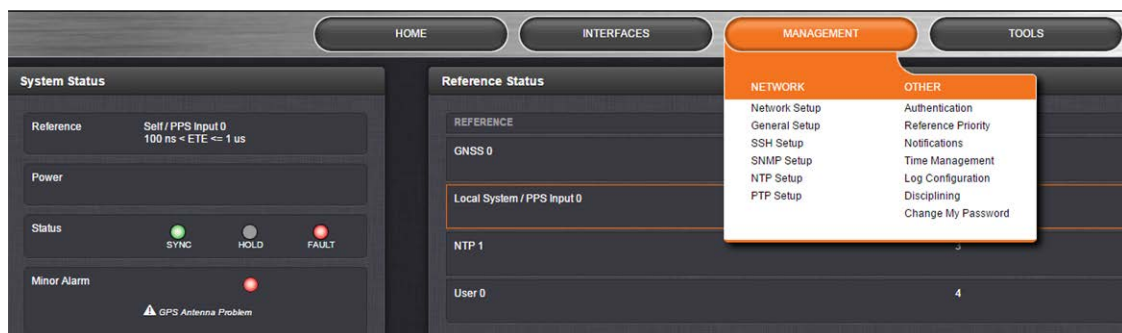 HOME INTERFACES MANAGEMENT TOOLS
System Status
Reference Self / PPS Input 0
100 ns < ETE <= 1 us
Power
Status
SYNC HOLD FAULT
Minor Alarm
GPS Antenna Problem
Reference Status
REFERENCE
GNSS 0
Local System / PPS Input 0
NTP 1
User 0 4
NETWORK OTHER
Network Setup Authentication
General Setup Reference Priority
SSH Setup Notifications
SNMP Setup Time Management
NTP Setup Log Configuration
PTP Setup Disciplining
Change My Password